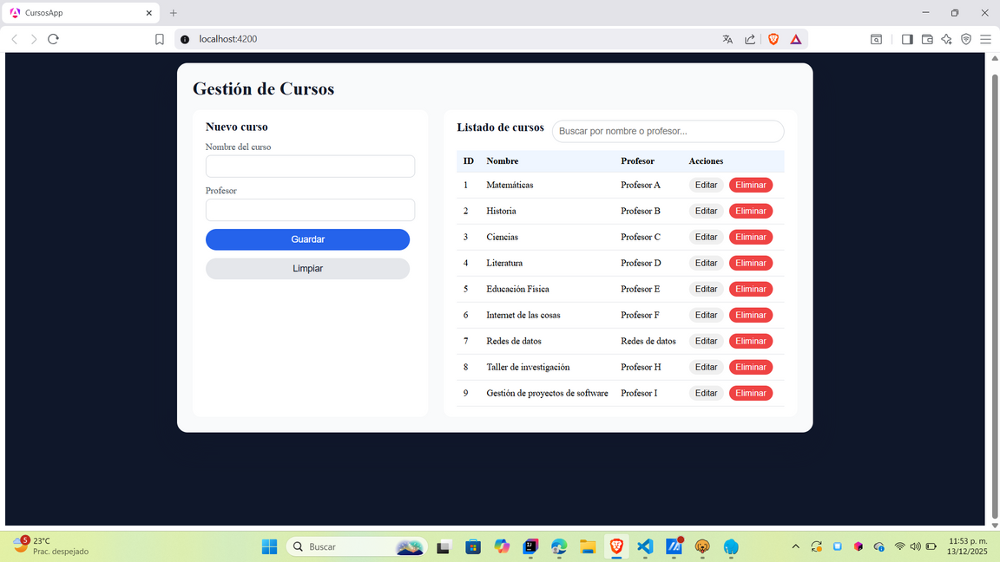 CursosApp
localhost:4200
Gestión de Cursos
Nuevo curso
Nombre del curso
Profesor
Guardar
Limpiar
Listado de cursos
Buscar por nombre o profesor...
ID Nombre Profesor Acciones
1 Matemáticas Profesor A Editar Eliminar
2 Historia Profesor B Editar Eliminar
3 Ciencias Profesor C Editar Eliminar
4 Literatura Profesor D Editar Eliminar
5 Educación Física Profesor E Editar Eliminar
6 Internet de las cosas Profesor F Editar Eliminar
7 Redes de datos Redes de datos Editar Eliminar
8 Taller de investigación Profesor H Editar Eliminar
9 Gestión de proyectos de software Profesor I Editar Eliminar
5
23°C
Prac. despejado
Buscar
11:53 p. m.
13/12/2025